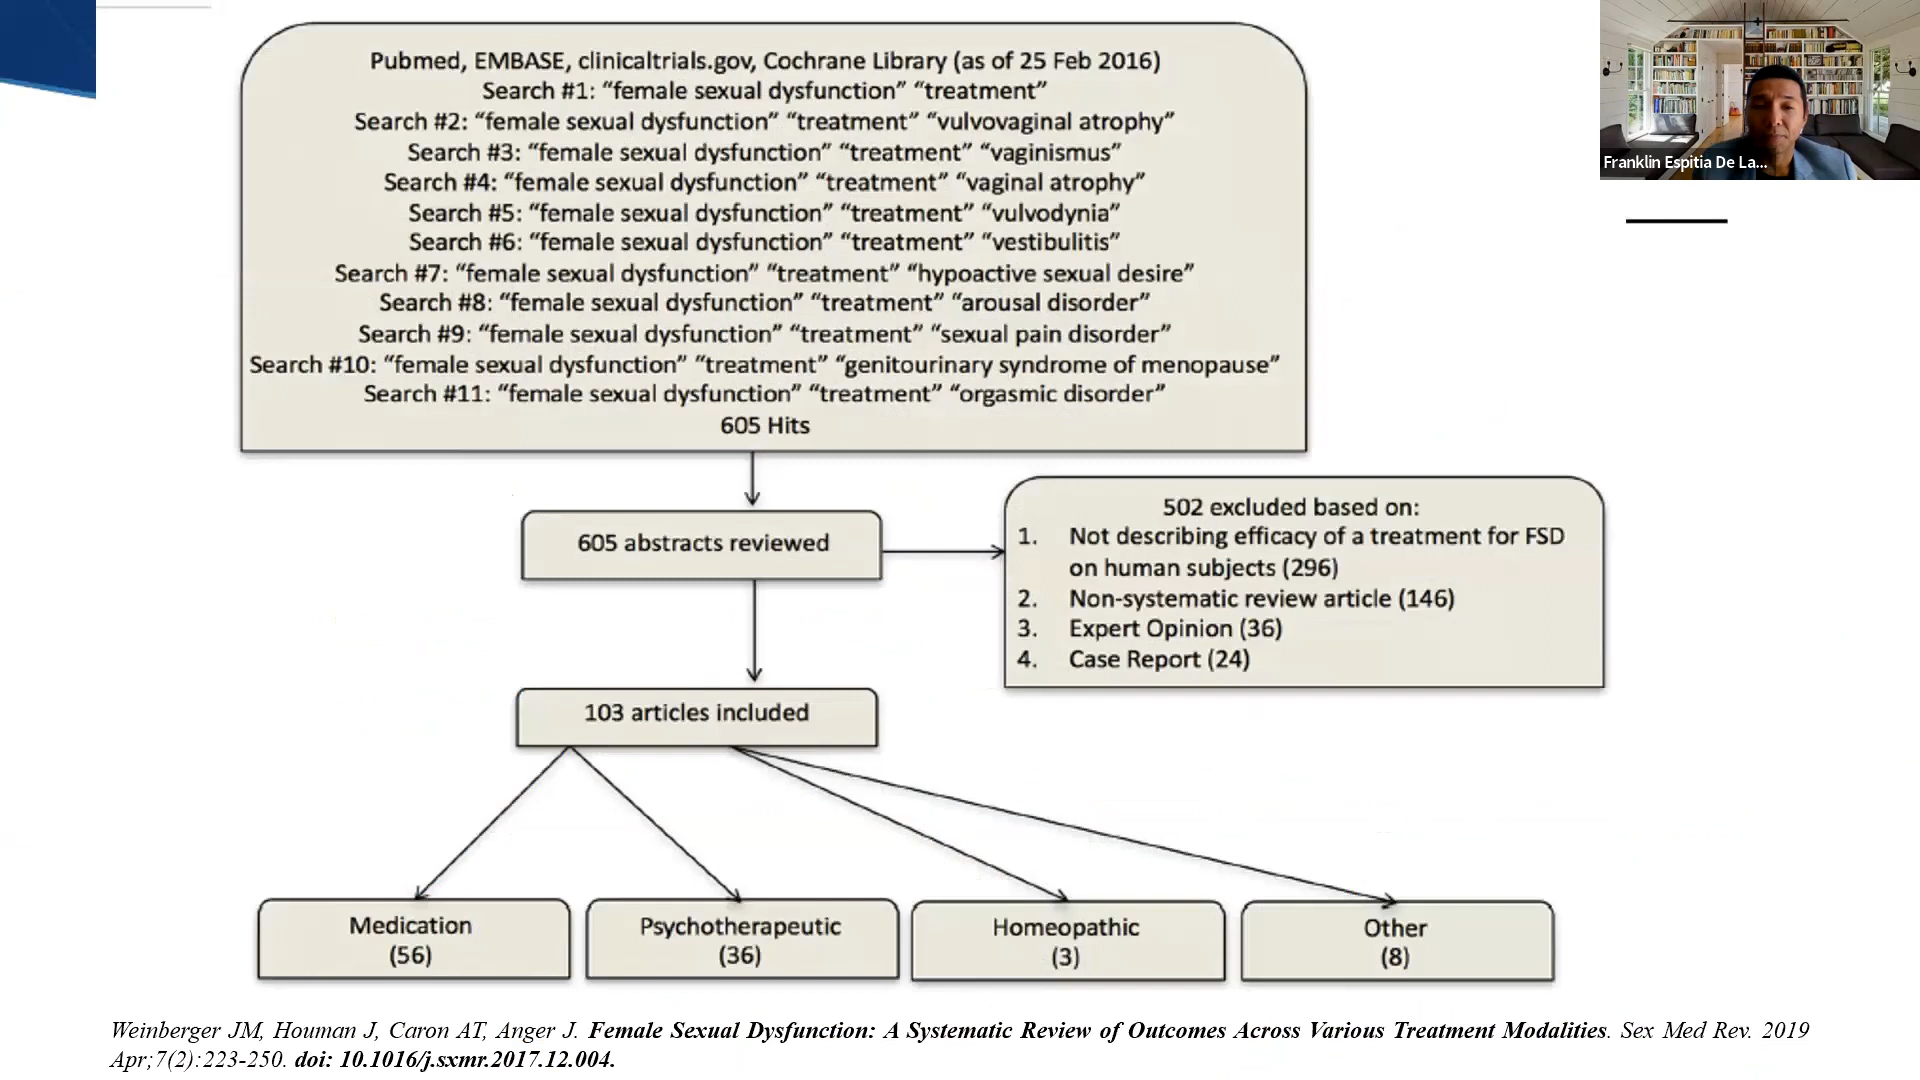 Pubmed, EMBASE, clinicaltrials.gov, Cochrane Library (as of 25 Feb 2016)
Search #1: “female sexual dysfunction” “treatment”
Search #2: “female sexual dysfunction” “treatment” “vulvovaginal atrophy”
Search #3: “female sexual dysfunction” “treatment” “vaginismus”
Search #4: “female sexual dysfunction” “treatment” “vaginal atrophy”
Search #5: “female sexual dysfunction” “treatment” “vulvodynia”
Search #6: “female sexual dysfunction” “treatment” “vestibulitis”
Search #7: “female sexual dysfunction” “treatment” “hypoactive sexual desire”
Search #8: “female sexual dysfunction” “treatment” “arousal disorder”
Search #9: “female sexual dysfunction” “treatment” “sexual pain disorder”
Search #10: “female sexual dysfunction” “treatment” “genitourinary syndrome of menopause”
Search #11: “female sexual dysfunction” “treatment” “orgasmic disorder”
605 Hits
Franklin Espitia De La...
605 abstracts reviewed
502 excluded based on:
1. Not describing efficacy of a treatment for FSD
on human subjects (296)
2. Non-systematic review article (146)
3. Expert Opinion (36)
4. Case Report (24)
103 articles included
Medication
(56)
Psychotherapeutic
(36)
Homeopathic
(3)
Other
(8)
Weinberger JM, Houman J, Caron AT, Anger J. Female Sexual Dysfunction: A Systematic Review of Outcomes Across Various Treatment Modalities. Sex Med Rev. 2019
Apr;7(2):223-250. doi: 10.1016/j.sxmr.2017.12.004.